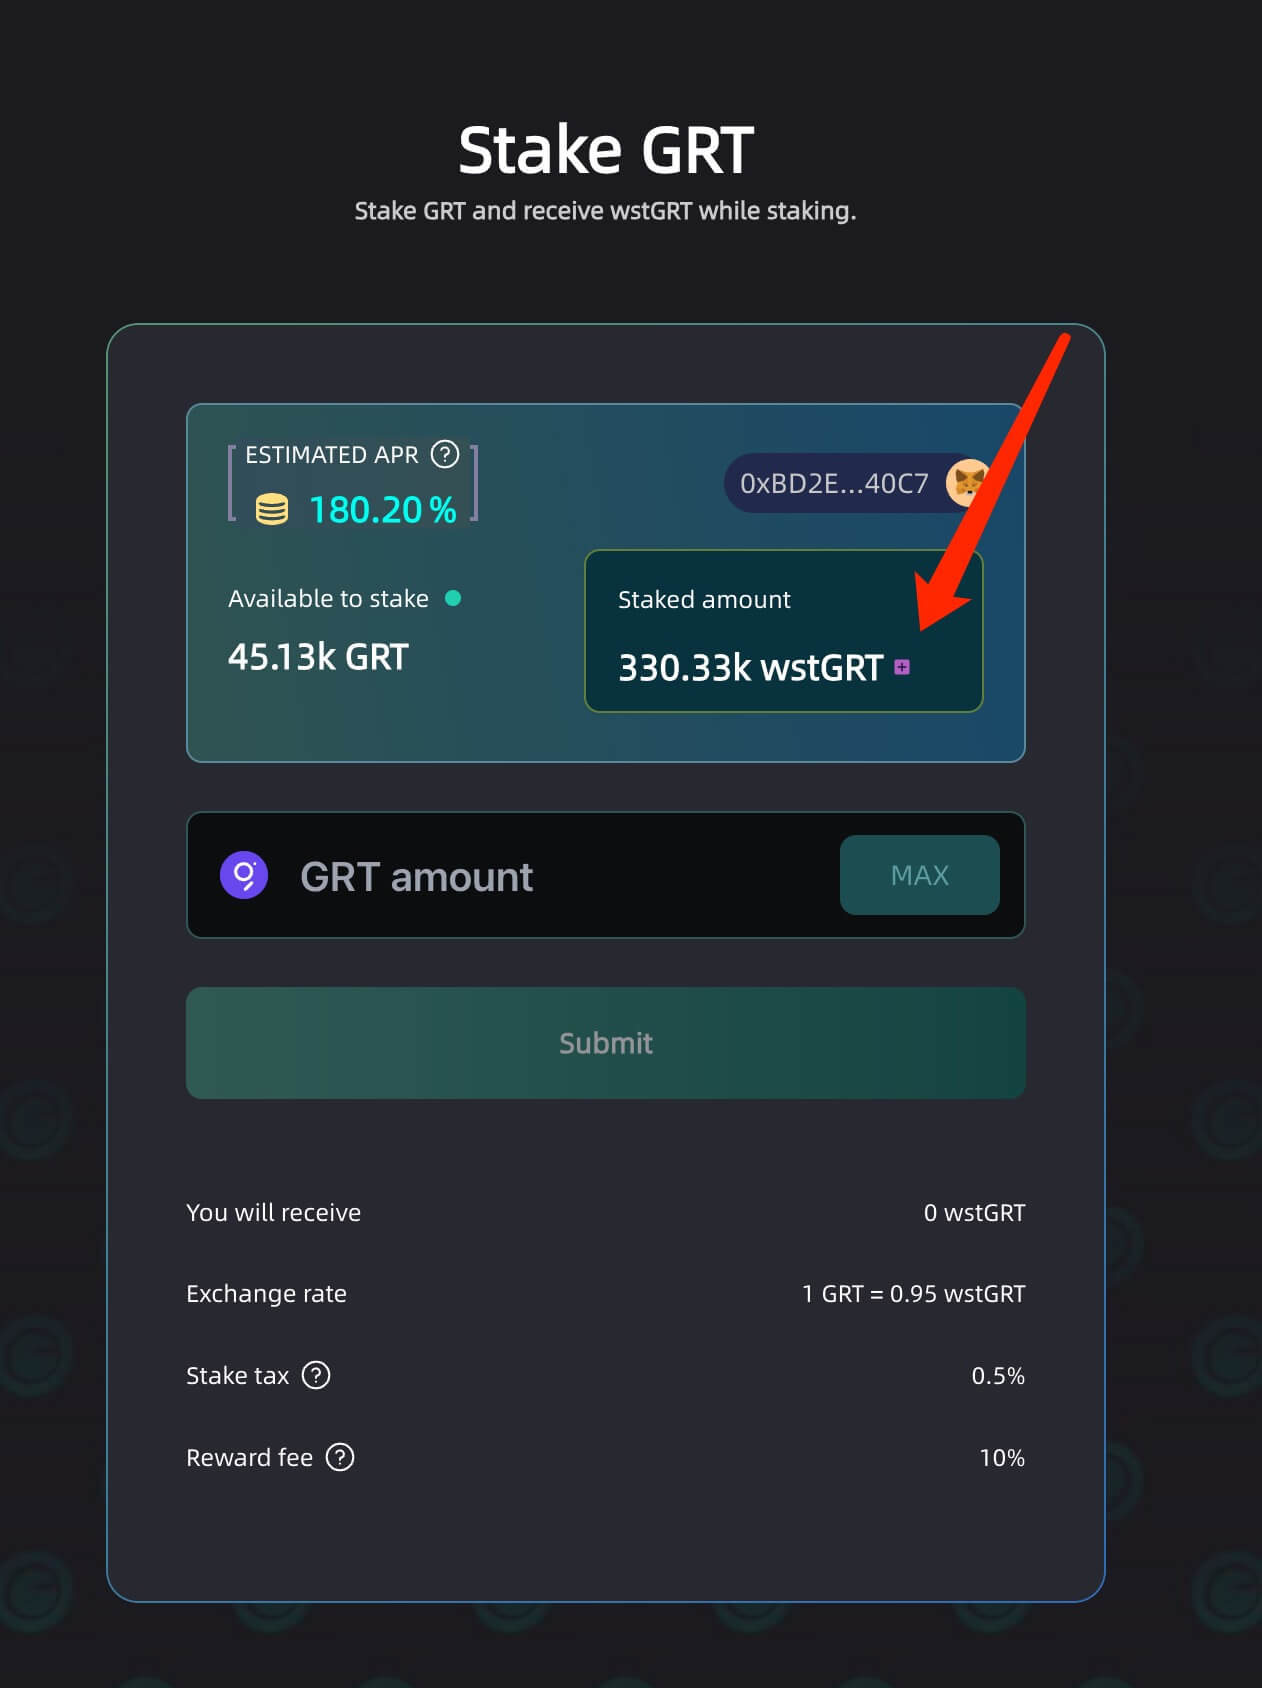 Stake GRT
Stake GRT and receive wstGRT while staking.
ESTIMATED APR ?
180.20 %
0xBD2E...40C7
Available to stake
45.13k GRT
Staked amount
330.33k wstGRT
GRT amount
MAX
Submit
You will receive
0 wstGRT
Exchange rate
1 GRT = 0.95 wstGRT
Stake tax ?
0.5%
Reward fee ?
10%